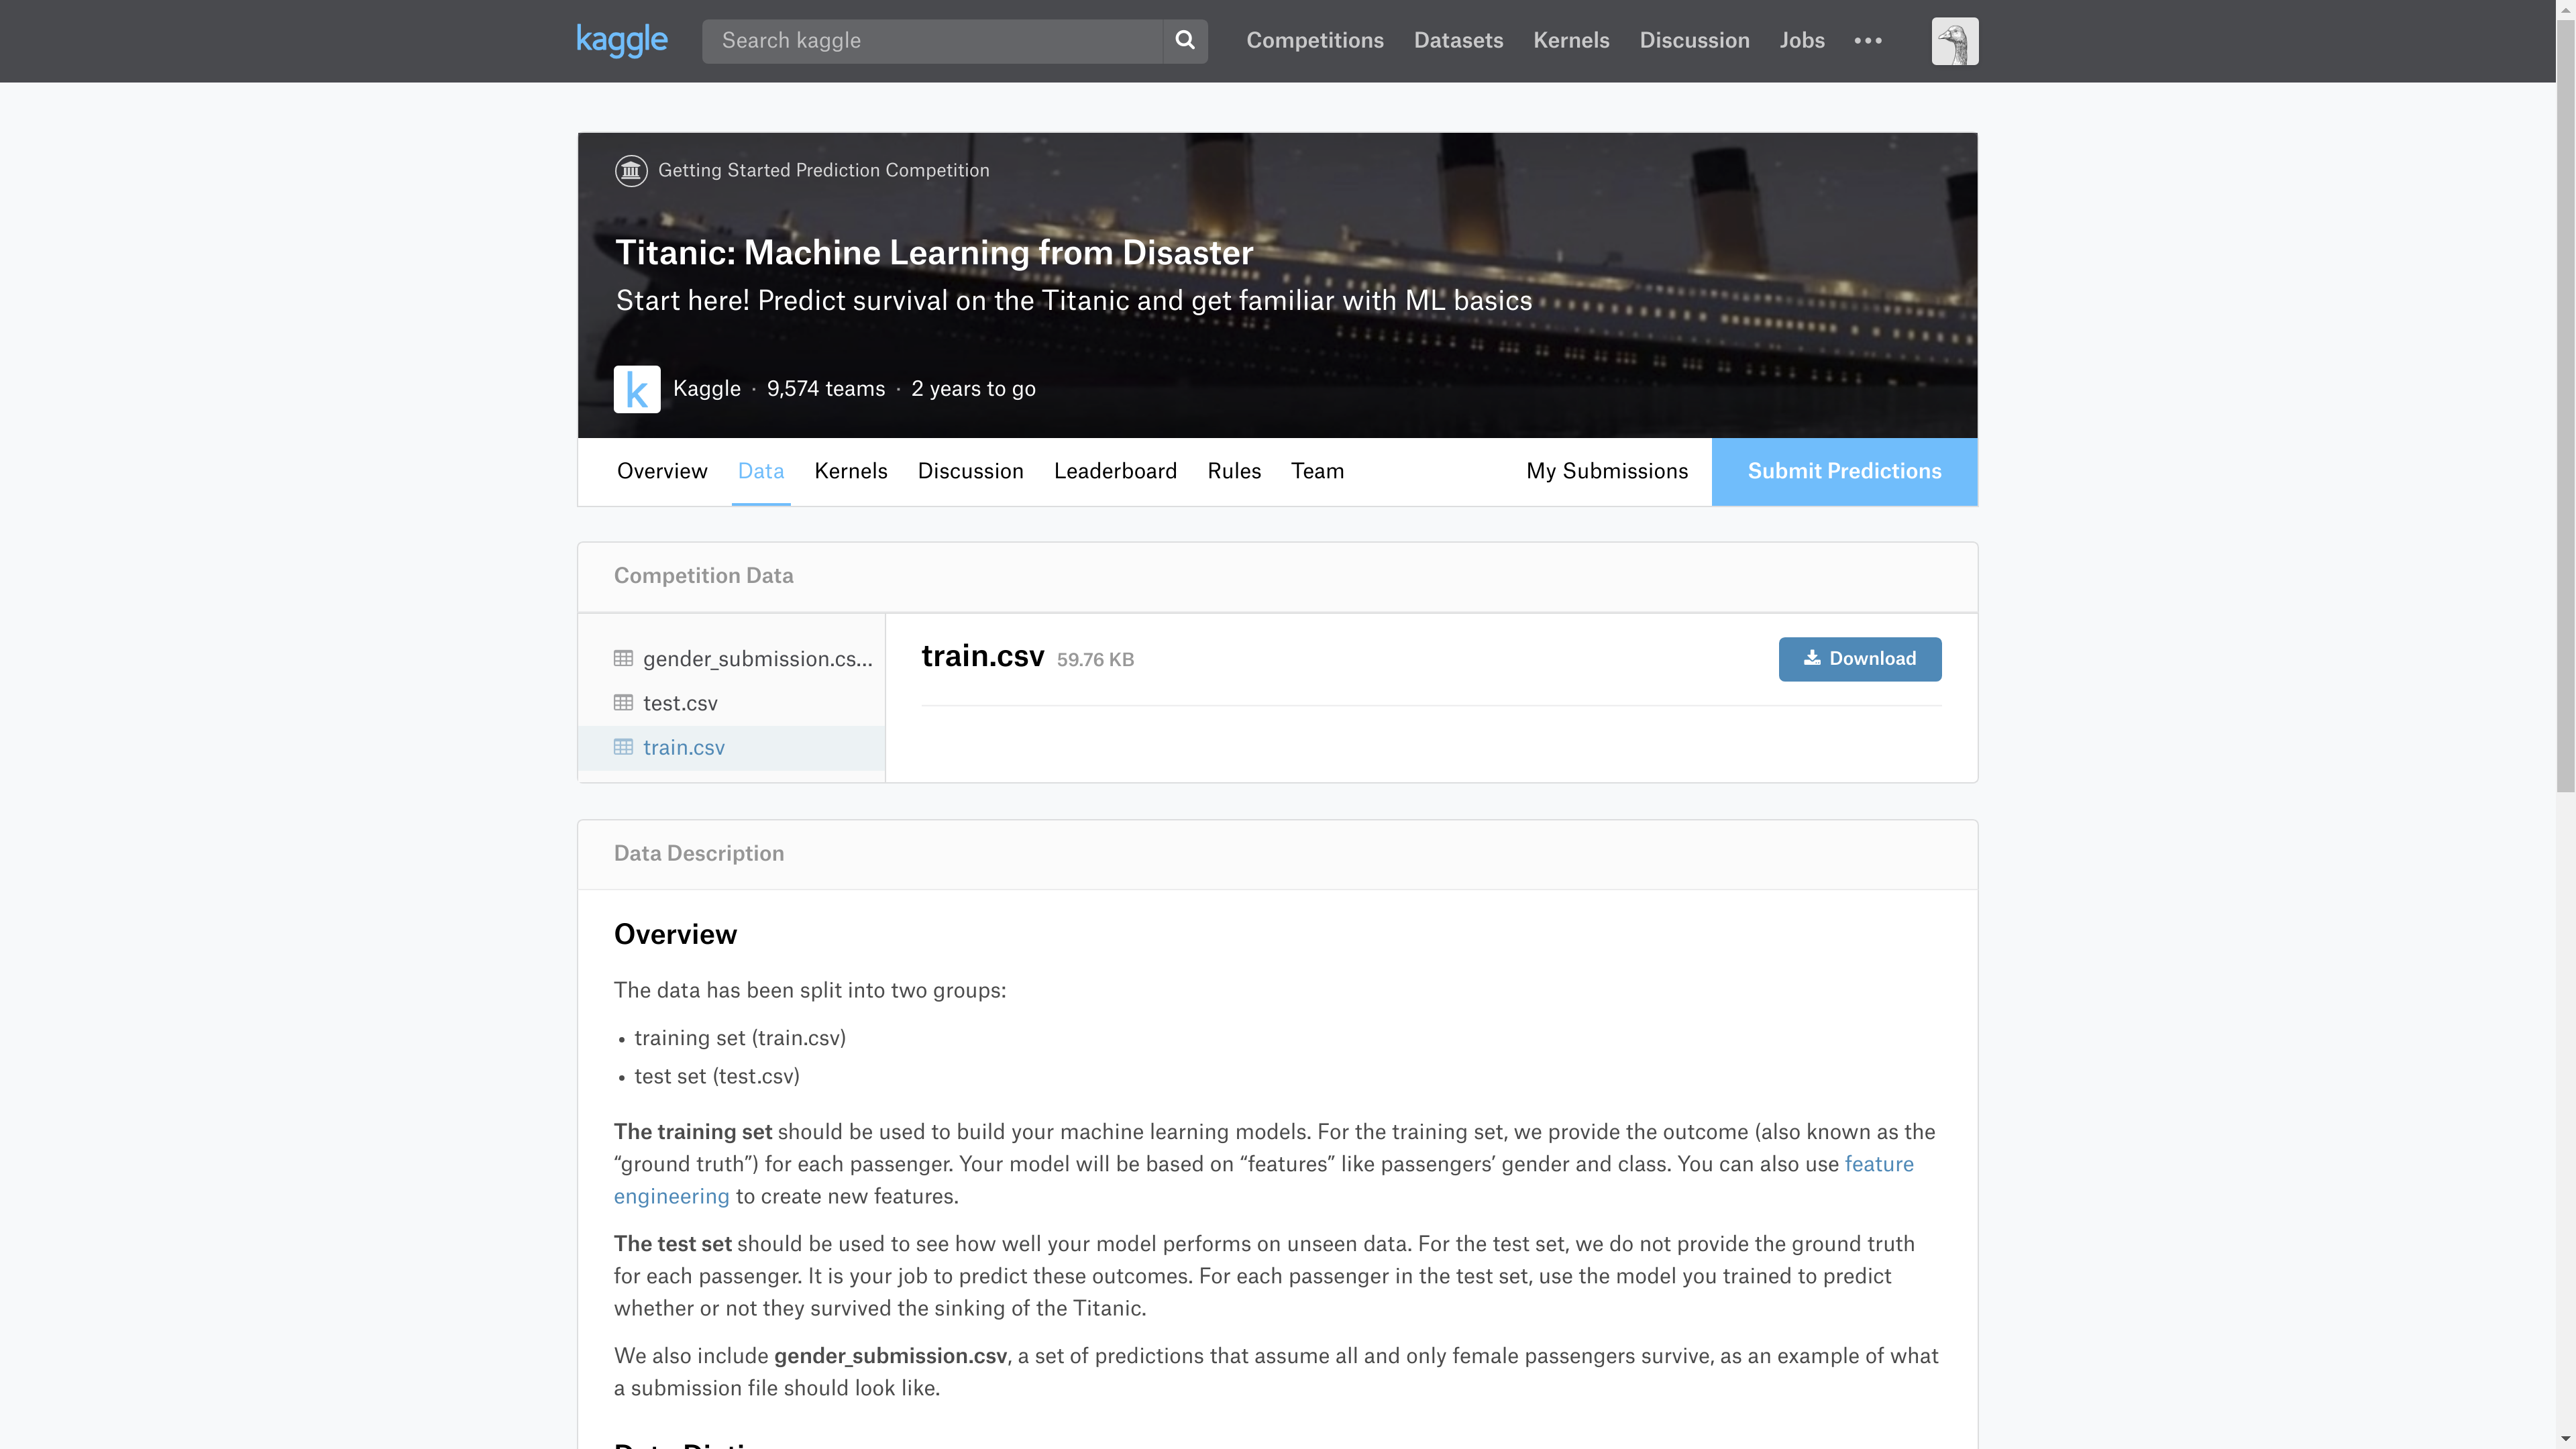 kaggle
Search kaggle
Competitions Datasets Kernels Discussion Jobs •••
Getting Started Prediction Competition
Titanic: Machine Learning from Disaster
Start here! Predict survival on the Titanic and get familiar with ML basics
k
Kaggle · 9,574 teams · 2 years to go
Overview Data Kernels Discussion Leaderboard Rules Team My Submissions Submit Predictions
Competition Data
gender_submission.cs...
test.csv
train.csv
train.csv 59.76 KB
Download
Data Description
Overview
The data has been split into two groups:
• training set (train.csv)
• test set (test.csv)
The training set should be used to build your machine learning models. For the training set, we provide the outcome (also known as the
“ground truth”) for each passenger. Your model will be based on “features” like passengers’ gender and class. You can also use feature
engineering to create new features.
The test set should be used to see how well your model performs on unseen data. For the test set, we do not provide the ground truth
for each passenger. It is your job to predict these outcomes. For each passenger in the test set, use the model you trained to predict
whether or not they survived the sinking of the Titanic.
We also include gender_submission.csv, a set of predictions that assume all and only female passengers survive, as an example of what
a submission file should look like.